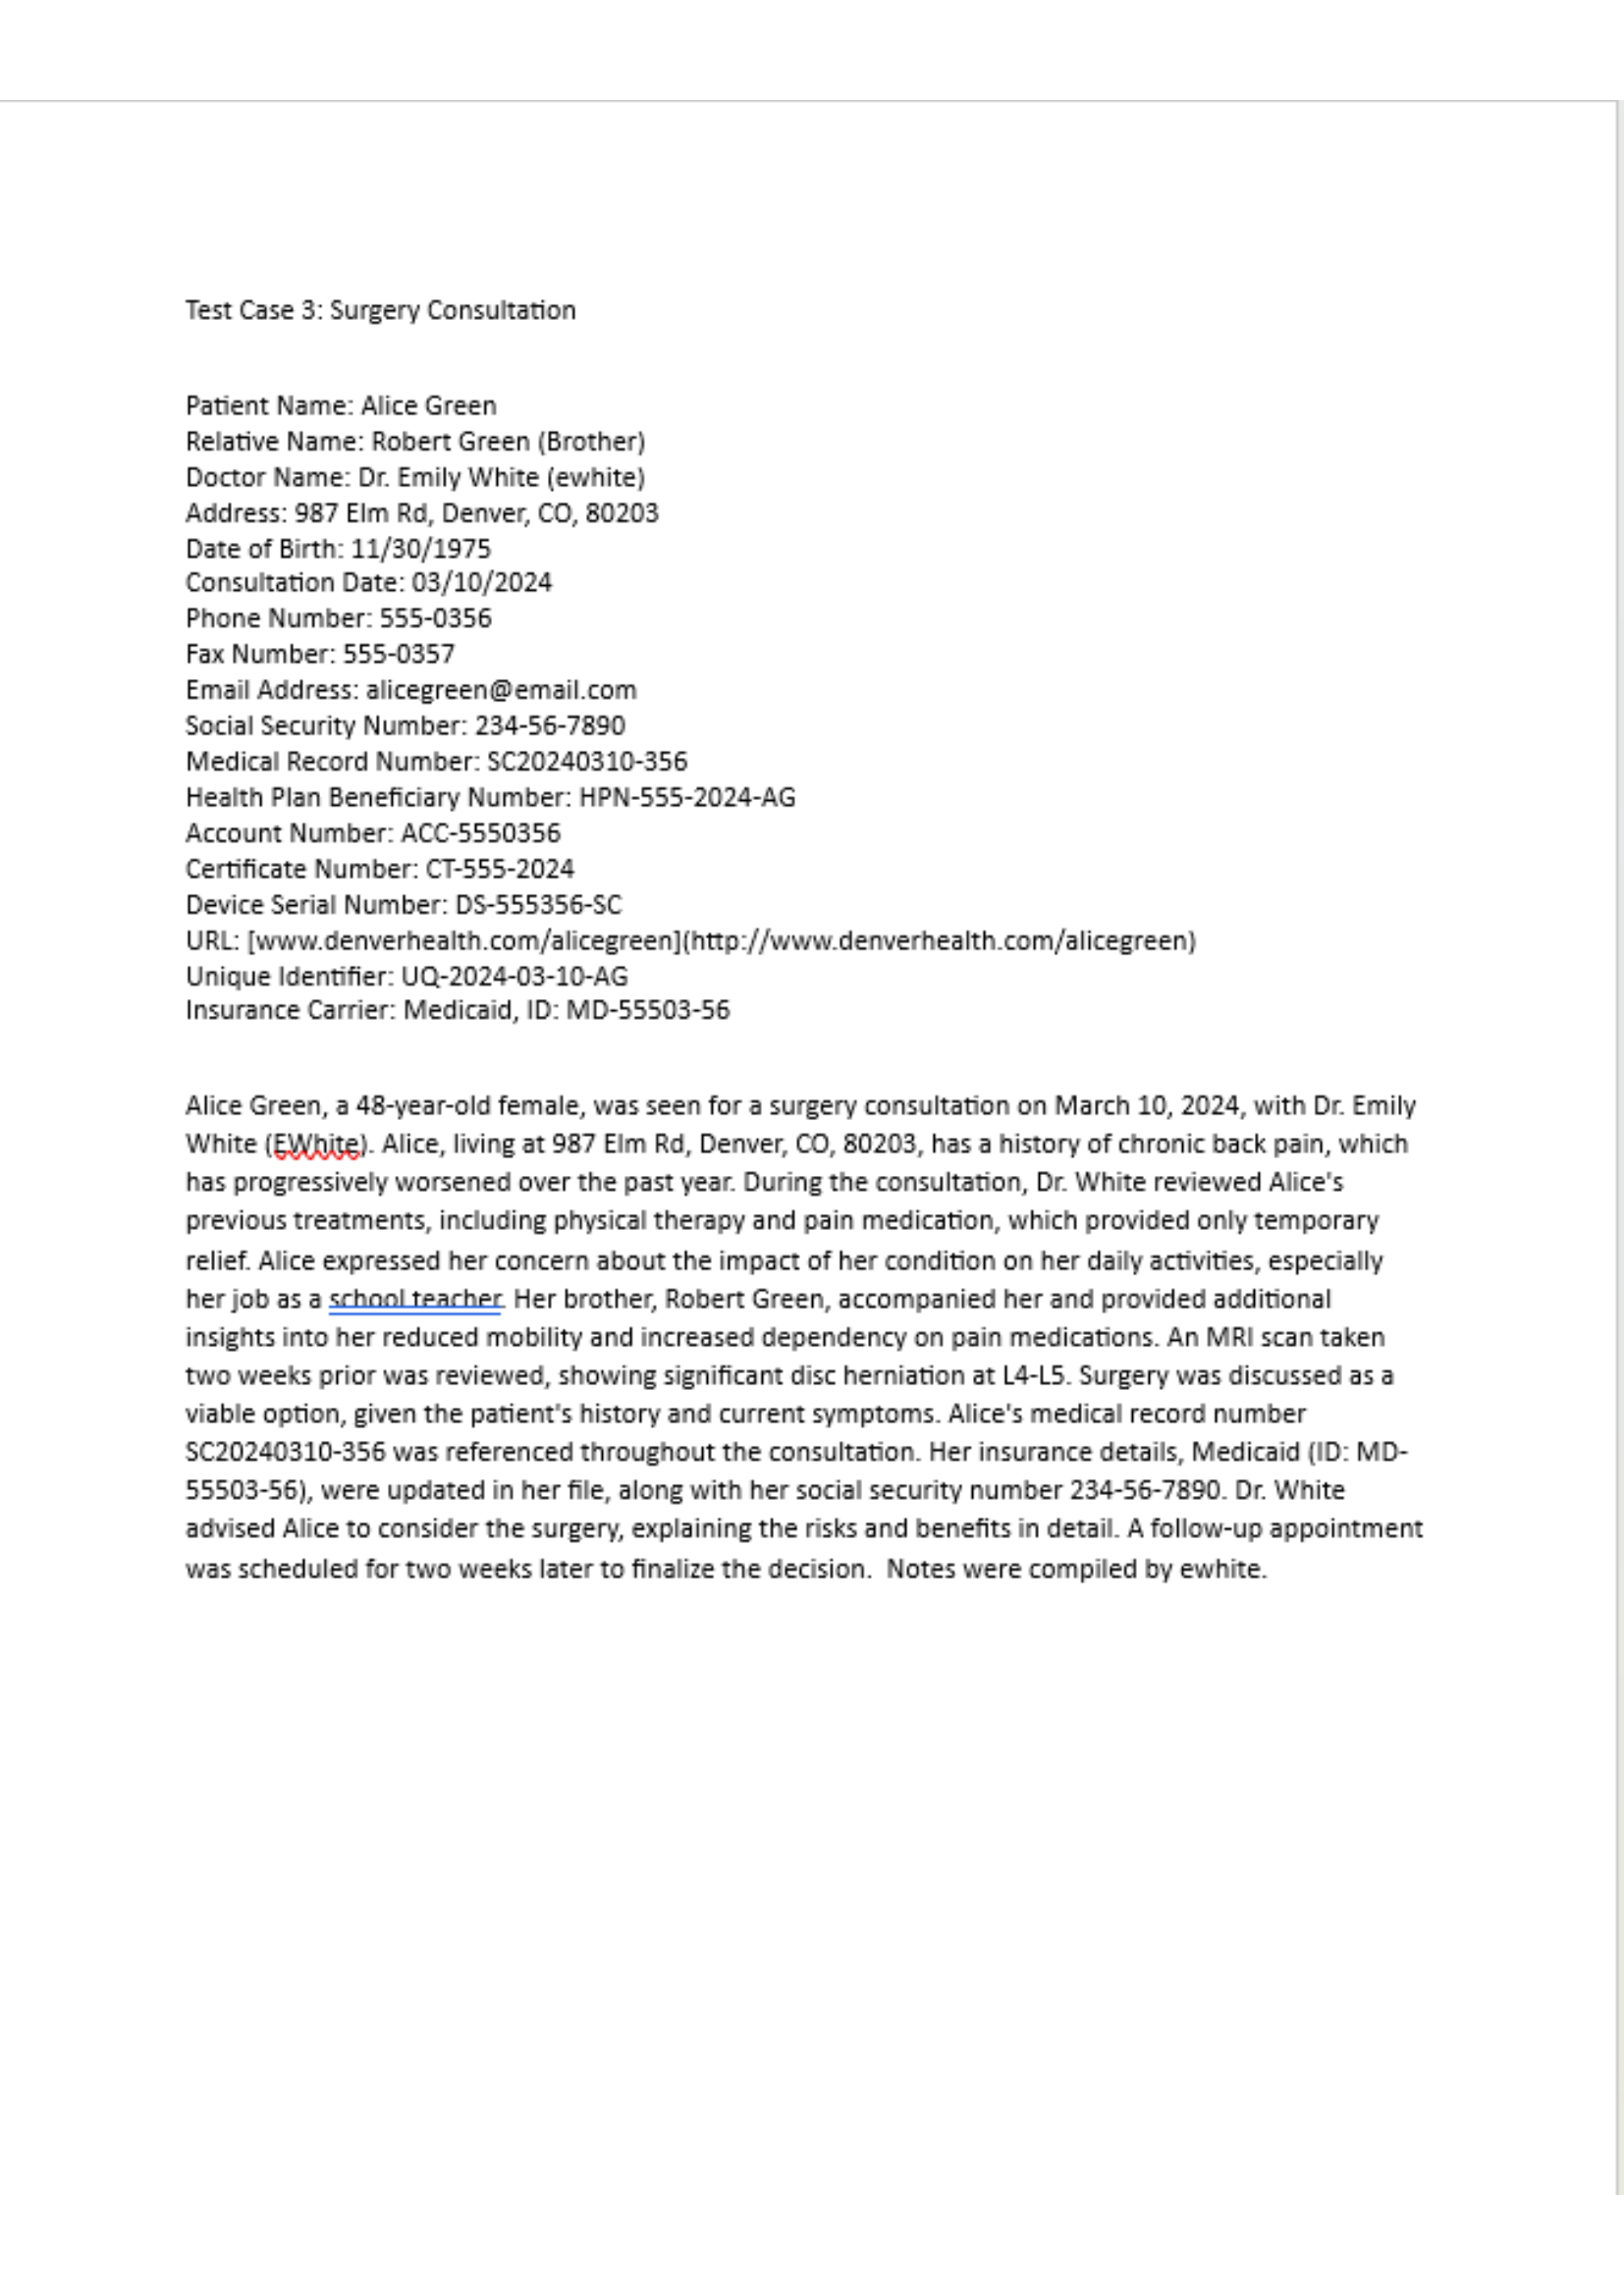 Test Case 3: Surgery Consultation
Patient Name: Alice Green
Relative Name: Robert Green (Brother)
Doctor Name: Dr. Emily White (ewhite)
Address: 987 Elm Rd, Denver, CO, 80203
Date of Birth: 11/30/1975
Consultation Date: 03/10/2024
Phone Number: 555-0356
Fax Number: 555-0357
Email Address: alicegreen@email.com
Social Security Number: 234-56-7890
Medical Record Number: SC20240310-356
Health Plan Beneficiary Number: HPN-555-2024-AG
Account Number: ACC-5550356
Certificate Number: CT-555-2024
Device Serial Number: DS-555356-SC
URL: [www.denverhealth.com/alicegreen](http://www.denverhealth.com/alicegreen)
Unique Identifier: UQ-2024-03-10-AG
Insurance Carrier: Medicaid, ID: MD-55503-56
Alice Green, a 48-year-old female, was seen for a surgery consultation on March 10, 2024, with Dr. Emily
White (EWhite). Alice, living at 987 Elm Rd, Denver, CO, 80203, has a history of chronic back pain, which
has progressively worsened over the past year. During the consultation, Dr. White reviewed Alice's
previous treatments, including physical therapy and pain medication, which provided only temporary
relief. Alice expressed her concern about the impact of her condition on her daily activities, especially
her job as a school teacher. Her brother, Robert Green, accompanied her and provided additional
insights into her reduced mobility and increased dependency on pain medications. An MRI scan taken
two weeks prior was reviewed, showing significant disc herniation at L4-L5. Surgery was discussed as a
viable option, given the patient's history and current symptoms. Alice's medical record number
SC20240310-356 was referenced throughout the consultation. Her insurance details, Medicaid (ID: MD-
55503-56), were updated in her file, along with her social security number 234-56-7890. Dr. White
advised Alice to consider the surgery, explaining the risks and benefits in detail. A follow-up appointment
was scheduled for two weeks later to finalize the decision.  Notes were compiled by ewhite.